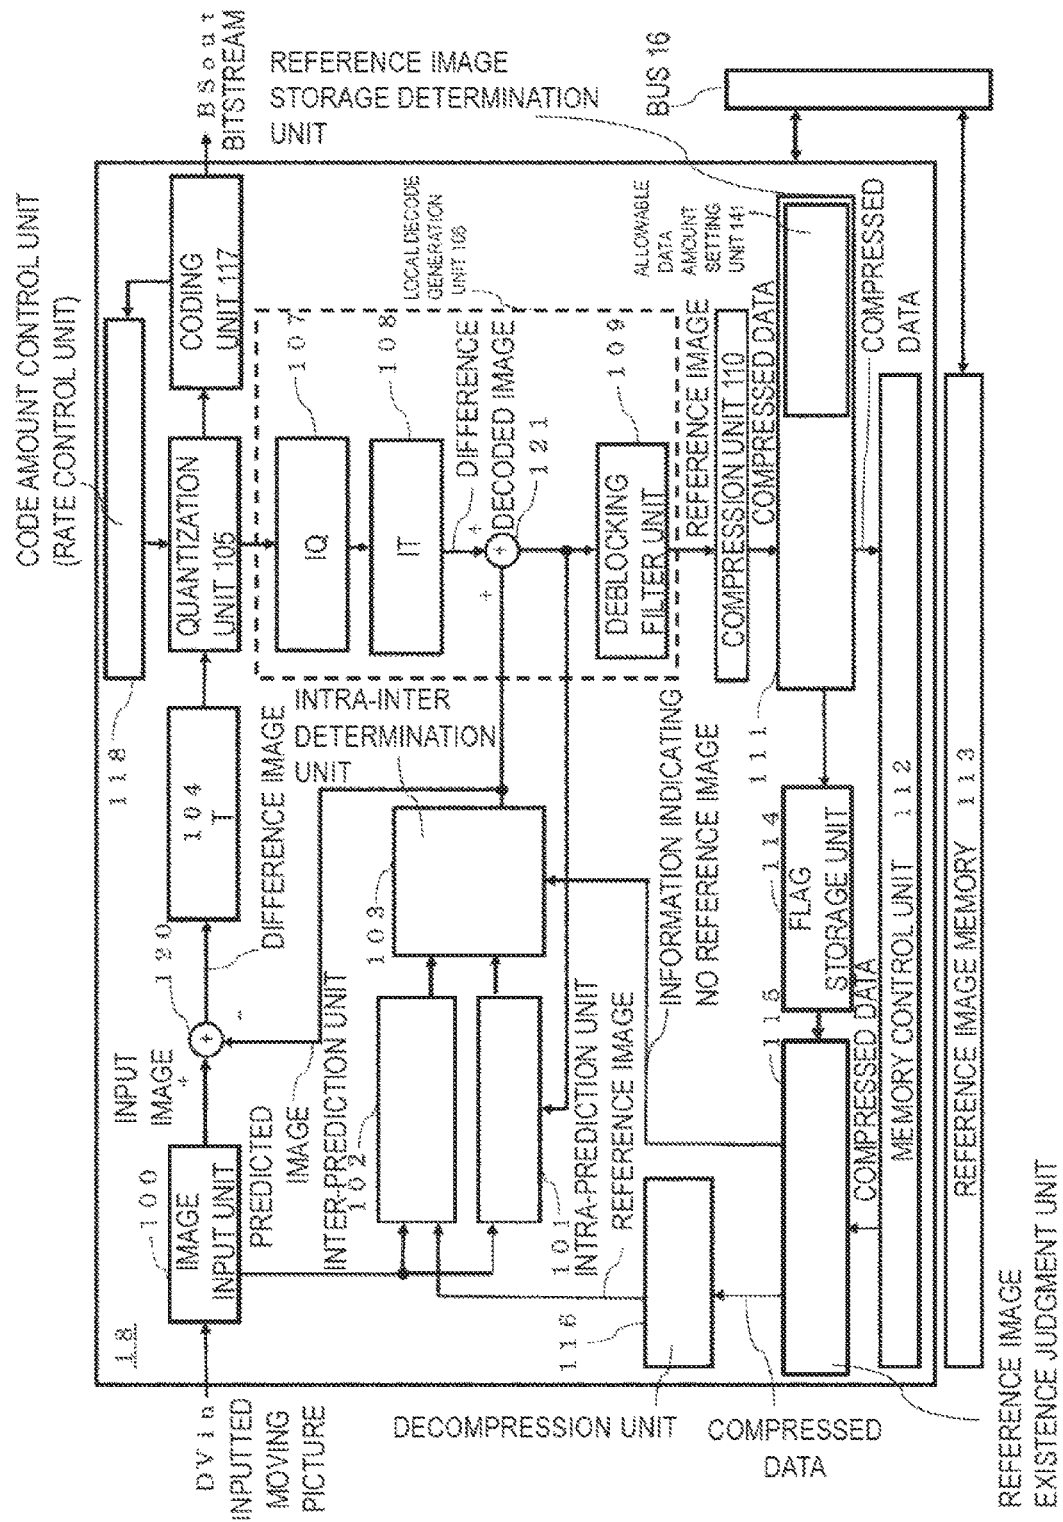 CODE AMOUNT CONTROL UNIT
(RATE CONTROL UNIT)
BSout
BITSTREAM
REFERENCE IMAGE
STORAGE DETERMINATION
UNIT
BUS 16
118
CODING
UNIT 117
QUANTIZATION
UNIT 105
104
T
DIFFERENCE IMAGE
120
+
+
-
INPUT
IMAGE
100
IMAGE
INPUT UNIT
18
DVin
INPUTTED
MOVING
PICTURE
LOCAL DECODE
GENERATION
UNIT 106
107
IQ
108
IT
DIFFERENCE
DECODED IMAGE
121
+
+
+
109
DEBLOCKING
FILTER UNIT
REFERENCE IMAGE
COMPRESSION UNIT 110
COMPRESSED DATA
ALLOWABLE
DATA
AMOUNT
SETTING
UNIT 141
COMPRESSED
DATA
INTRA-INTER
DETERMINATION
UNIT
103
PREDICTED
IMAGE
INTER-PREDICTION UNIT
102
101
INTRA-PREDICTION UNIT
REFERENCE IMAGE
INFORMATION INDICATING
NO REFERENCE IMAGE
111
114
FLAG
STORAGE UNIT
115
COMPRESSED DATA
MEMORY CONTROL UNIT 112
REFERENCE IMAGE MEMORY 113
116
DECOMPRESSION UNIT
COMPRESSED
DATA
REFERENCE IMAGE
EXISTENCE JUDGMENT UNIT